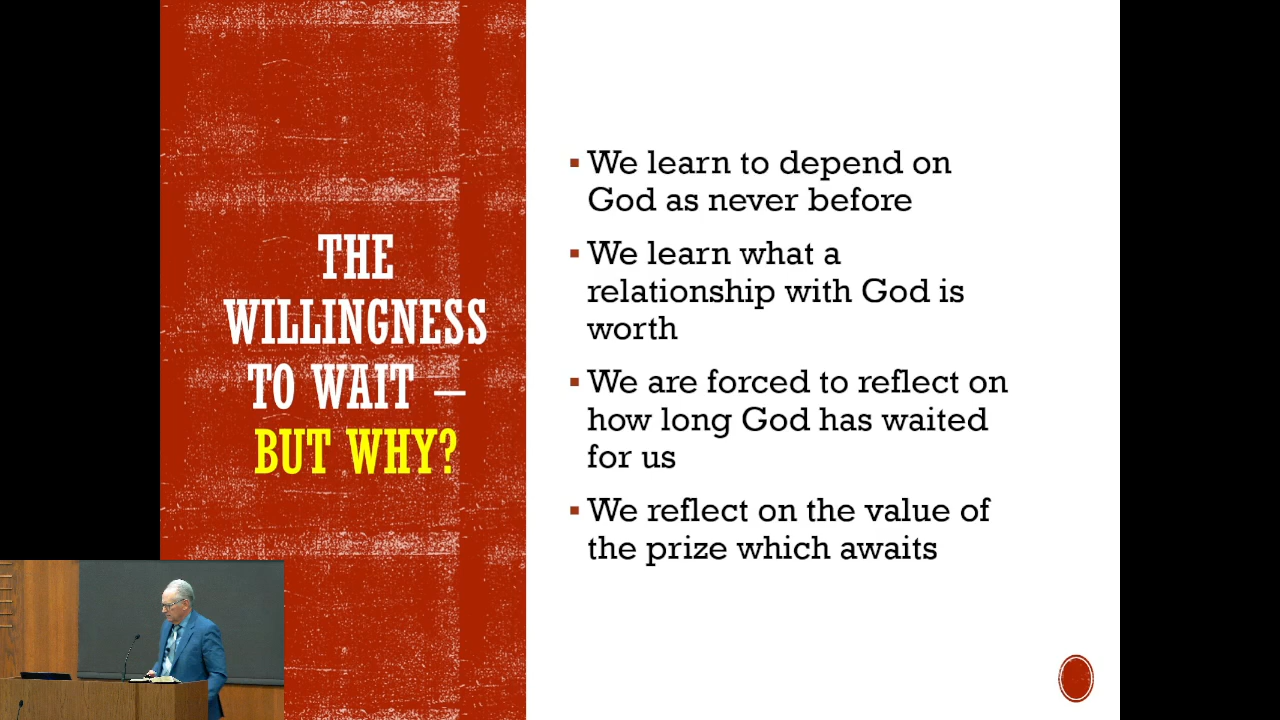 THE
WILLINGNESS
TO WAIT –
BUT WHY?
▪ We learn to depend on
God as never before
▪ We learn what a
relationship with God is
worth
▪ We are forced to reflect on
how long God has waited
for us
▪ We reflect on the value of
the prize which awaits